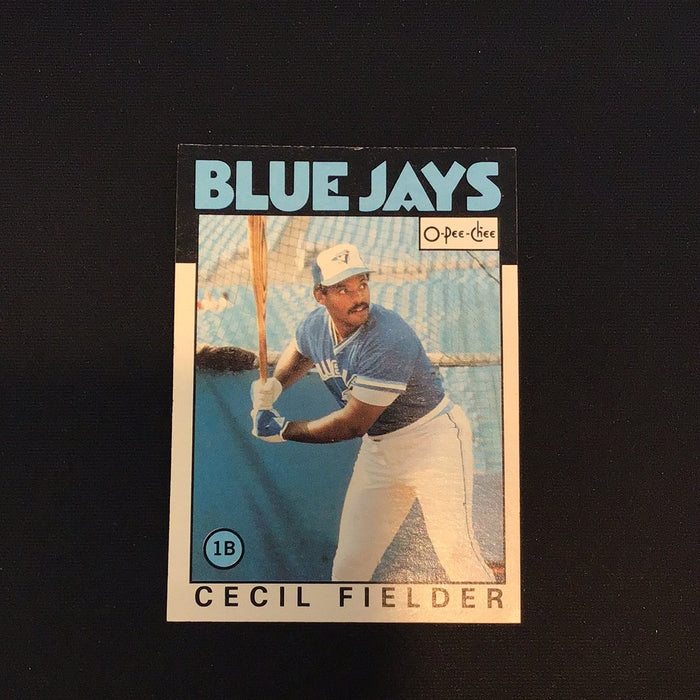 BLUE JAYS
O-Pee-Chee
1B
CECIL FIELDER